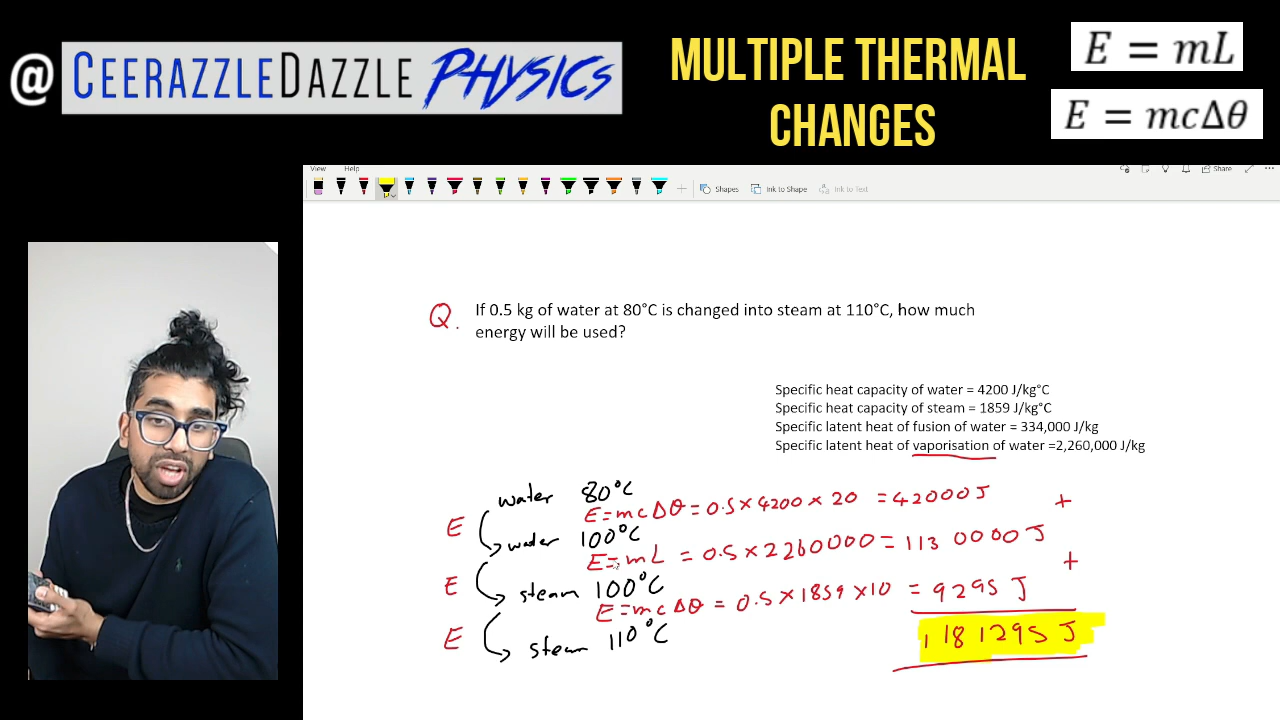 @ CEERAZZLEDAZZLE PHYSICS
MULTIPLE THERMAL
CHANGES
E = mL
E = mcΔθ
View Help
Share
Shapes Ink to Shape Ink to Text
Q. If 0.5 kg of water at 80°C is changed into steam at 110°C, how much
energy will be used?
Specific heat capacity of water = 4200 J/kg°C
Specific heat capacity of steam = 1859 J/kg°C
Specific latent heat of fusion of water = 334,000 J/kg
Specific latent heat of vaporisation of water =2,260,000 J/kg
water 80°C
E E=mcΔθ = 0.5 × 4200 × 20 = 42000 J +
water 100°C
E E=mL = 0.5 × 2260000 = 1130000 J +
steam 100°C
E E=mcΔθ = 0.5 × 1859 × 10 = 9295 J
steam 110°C
1181295 J